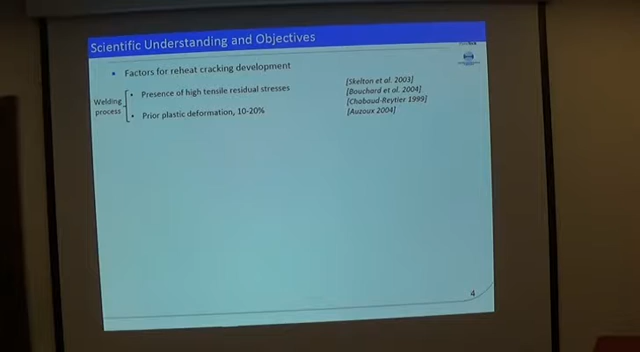 Scientific Understanding and Objectives
• Factors for reheat cracking development
Welding process
• Presence of high tensile residual stresses
• Prior plastic deformation, 10-20%
[Skelton et al. 2003]
[Bouchard et al. 2004]
[Chabaud-Reytier 1999]
[Auzoux 2004]
4